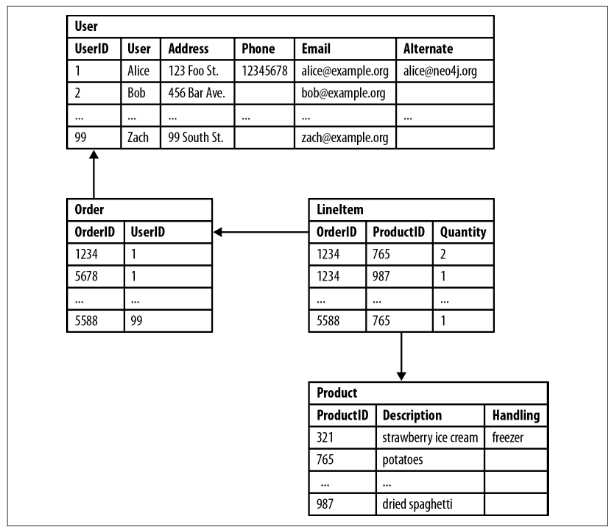 User
UserID User Address Phone Email Alternate
1 Alice 123 Foo St. 12345678 alice@example.org alice@neo4j.org
2 Bob 456 Bar Ave. bob@example.org
... ... ... ... ... ...
99 Zach 99 South St. zach@example.org
Order
OrderID UserID
1234 1
5678 1
... ...
5588 99
LineItem
OrderID ProductID Quantity
1234 765 2
1234 987 1
... ... ...
5588 765 1
Product
ProductID Description Handling
321 strawberry ice cream freezer
765 potatoes
... ...
987 dried spaghetti